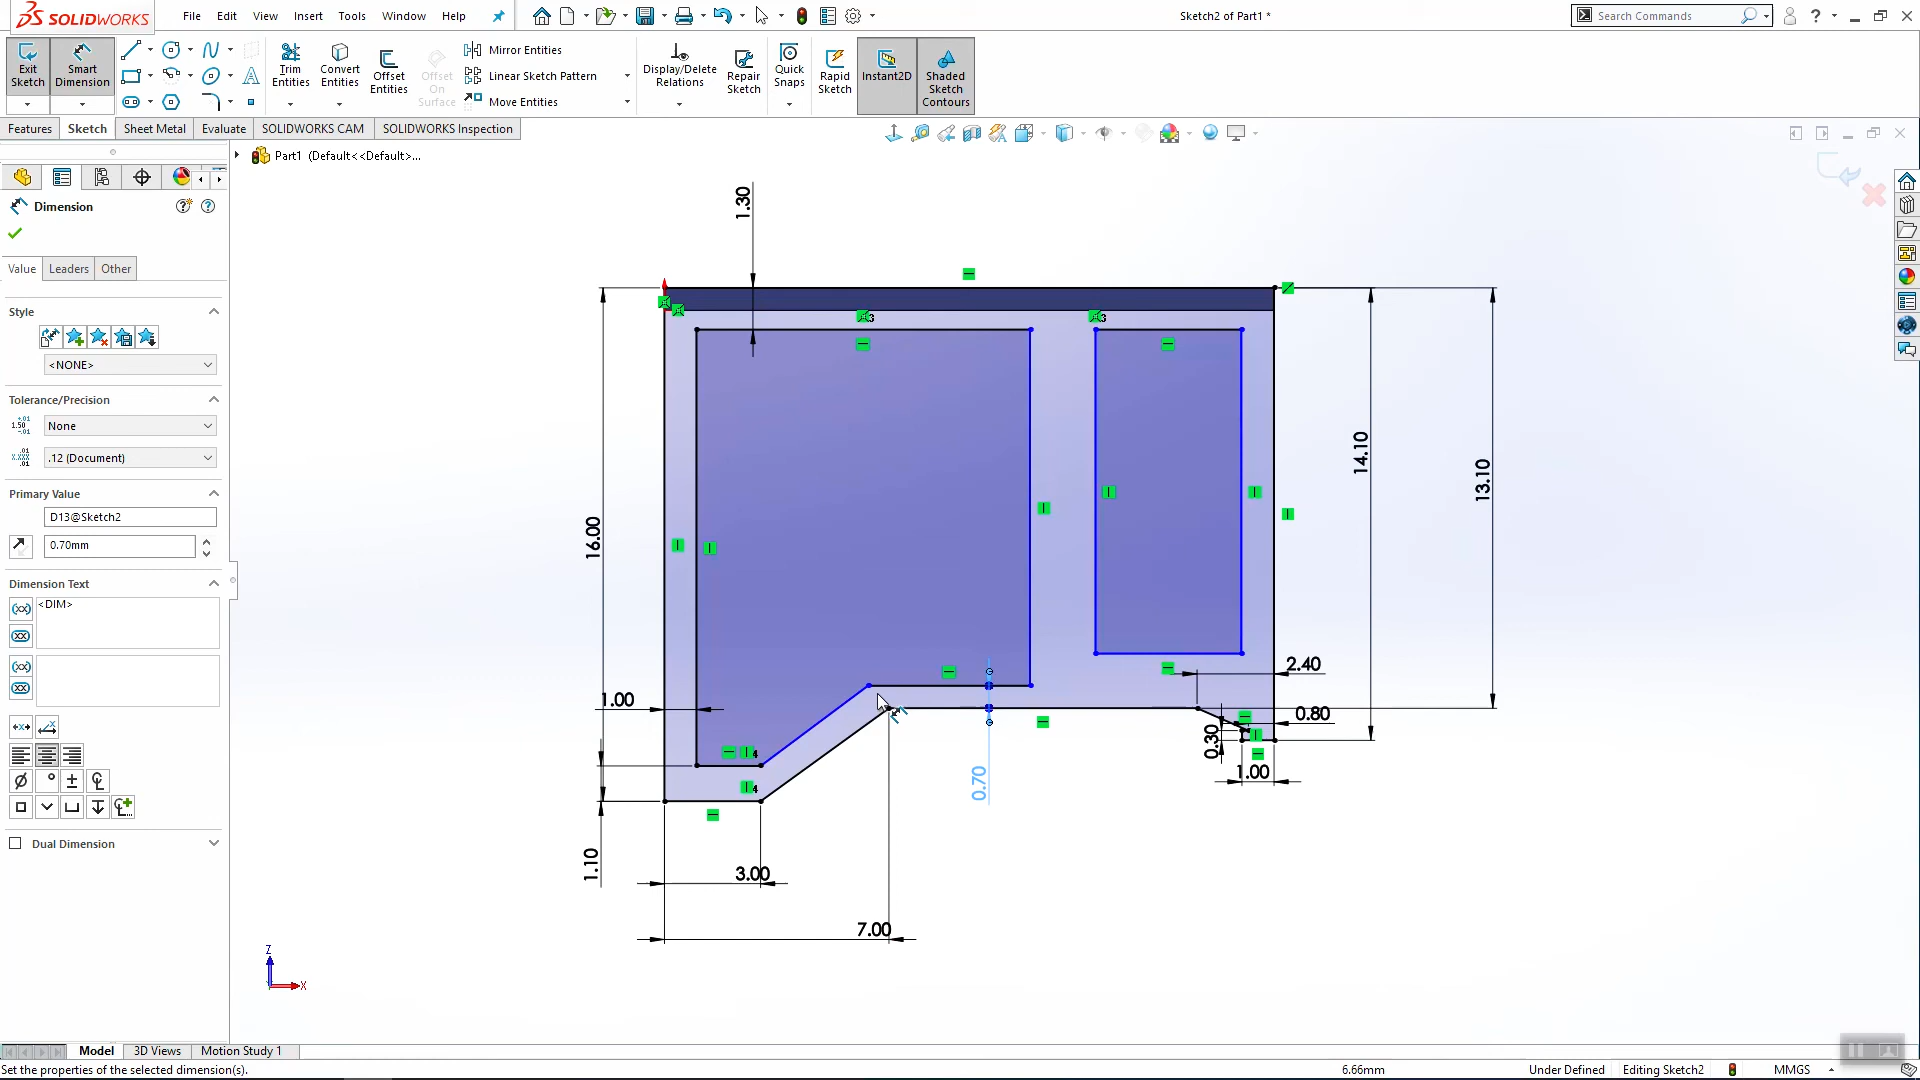 SOLIDWORKS
File Edit View Insert Tools Window Help
Sketch2 of Part1 *
Search Commands
Exit Sketch
Smart Dimension
Trim Entities
Convert Entities
Offset Entities
Offset On Surface
Mirror Entities
Linear Sketch Pattern
Move Entities
Display/Delete Relations
Repair Sketch
Quick Snaps
Rapid Sketch
Instant2D
Shaded Sketch Contours
Features Sketch Sheet Metal Evaluate SOLIDWORKS CAM SOLIDWORKS Inspection
Part1 (Default<<Default>...
Dimension
Value Leaders Other
Style
<NONE>
Tolerance/Precision
None
.12 (Document)
Primary Value
D13@Sketch2
0.70mm
Dimension Text
<DIM>
Dual Dimension
1.30
3
3
16.00
14.10
13.10
1.00
2.40
0.80
0.30
1.00
0.70
4
4
1.10
3.00
7.00
Z
X
Model 3D Views Motion Study 1
Set the properties of the selected dimension(s).
6.66mm
Under Defined
Editing Sketch2
MMGS